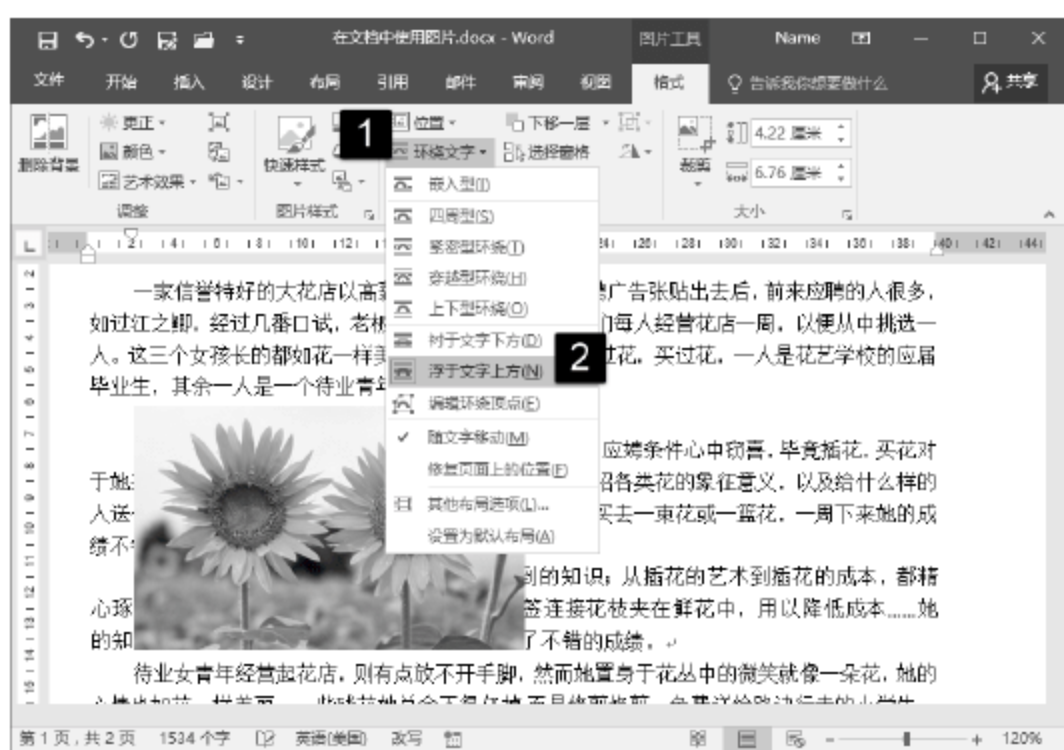 在文档中使用图片.docx - Word 图片工具 Name
文件 开始 插入 设计 布局 引用 邮件 审阅 视图 格式 告诉我你想要做什么 共享
删除背景 更正 颜色 艺术效果 快速样式 位置 环绕文字 下移一层 选择窗格 裁剪 4.22 厘米 6.76 厘米
调整 图片样式 大小
1
嵌入型(I)
四周型(S)
紧密型环绕(T)
穿越型环绕(H)
上下型环绕(O)
衬于文字下方(D)
浮于文字上方(N)
2
编辑环绕顶点(E)
随文字移动(M)
修复页面上的位置(F)
其他布局选项(L)...
设置为默认布局(A)
一家信誉特好的大花店以高 广告张贴出去后，前来应聘的人很多，
如过江之鲫，经过几番口试，老板 们每人经营花店一周，以便从中挑选一
人。这三个女孩长的都如花一样美 过花，买过花，一人是花艺学校的应届
毕业生，其余一人是一个待业青年
应婢条件心中窃喜，毕竟插花，买花对
于她 绍各类花的象征意义，以及给什么样的
人送 买去一束花或一篮花，一周下来她的成
绩不
到的知识；从插花的艺术到插花的成本，都精
心琢 签连接花枝夹在鲜花中，用以降低成本……她
的知 了不错的成绩。
待业女青年经营起花店，则有点放不开手脚，然而她置身于花丛中的微笑就像一朵花，她的
第 1 页，共 2 页 1534 个字 英语(美国) 改写 120%